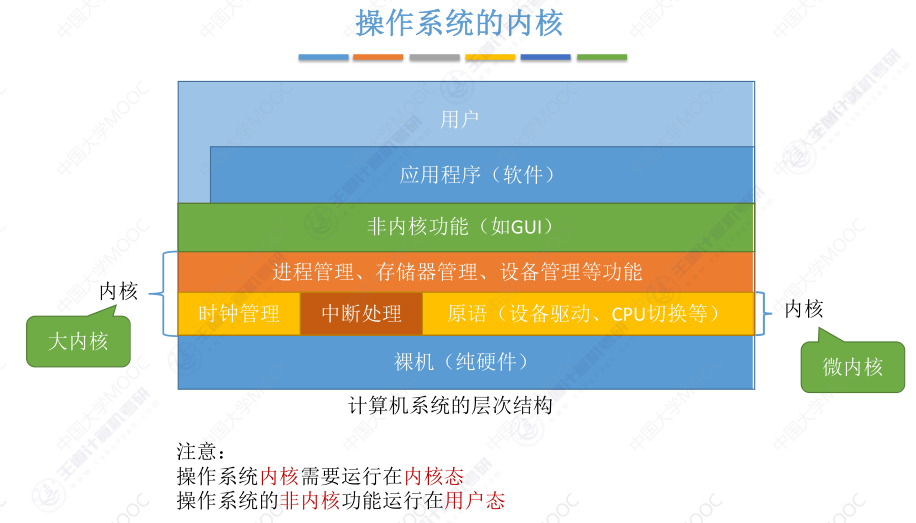 操作系统的内核
用户
应用程序（软件）
非内核功能（如GUI）
进程管理、存储器管理、设备管理等功能
内核
时钟管理
中断处理
原语（设备驱动、CPU切换等）
内核
大内核
裸机（纯硬件）
微内核
计算机系统的层次结构
注意：
操作系统内核需要运行在内核态
操作系统的非内核功能运行在用户态
中国大学MOOC
王道计算机考研